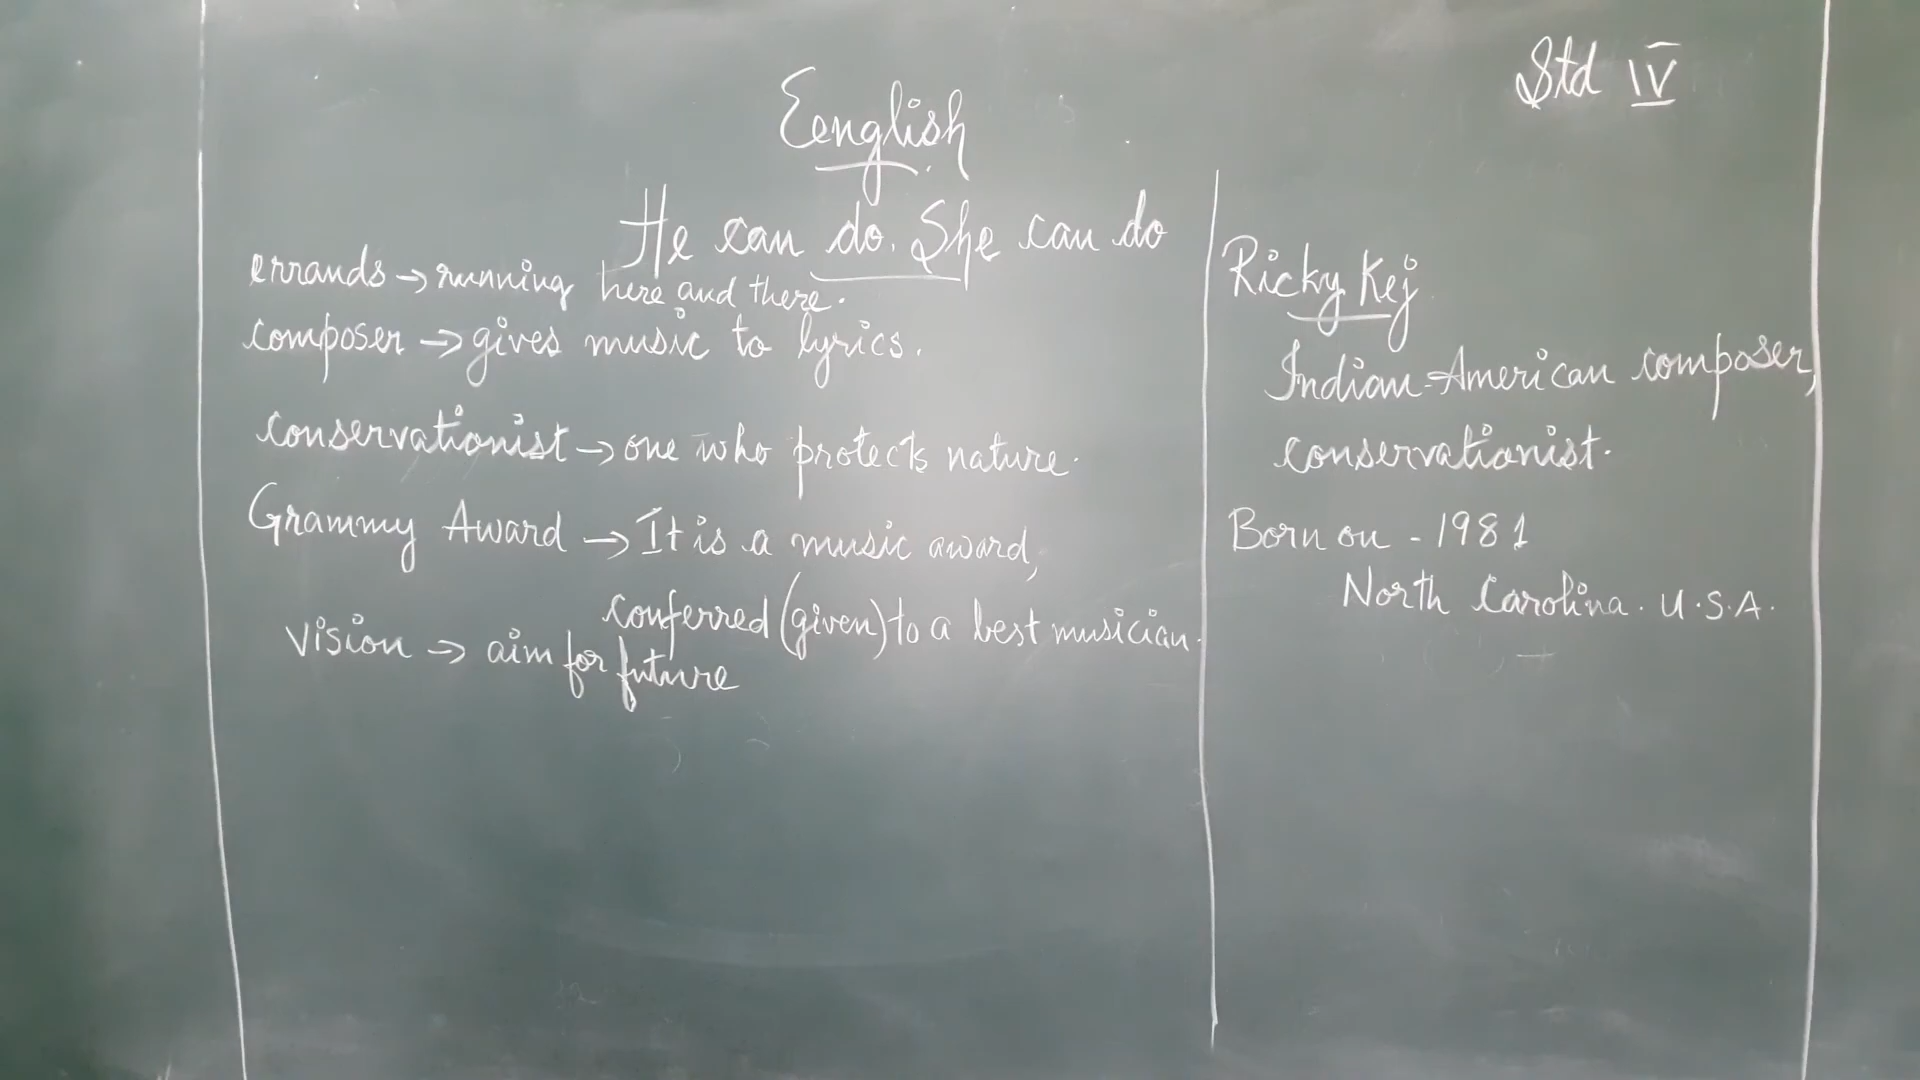 Std IV
Eenglish
He can do. She can do
errands → running here and there.
composer → gives music to lyrics.
conservationist → one who protects nature.
Grammy Award → It is a music award,
conferred (given) to a best musician.
vision → aim for future
Ricky Kej
Indian-American composer,
conservationist.
Born on - 1981
North Carolina. U.S.A.